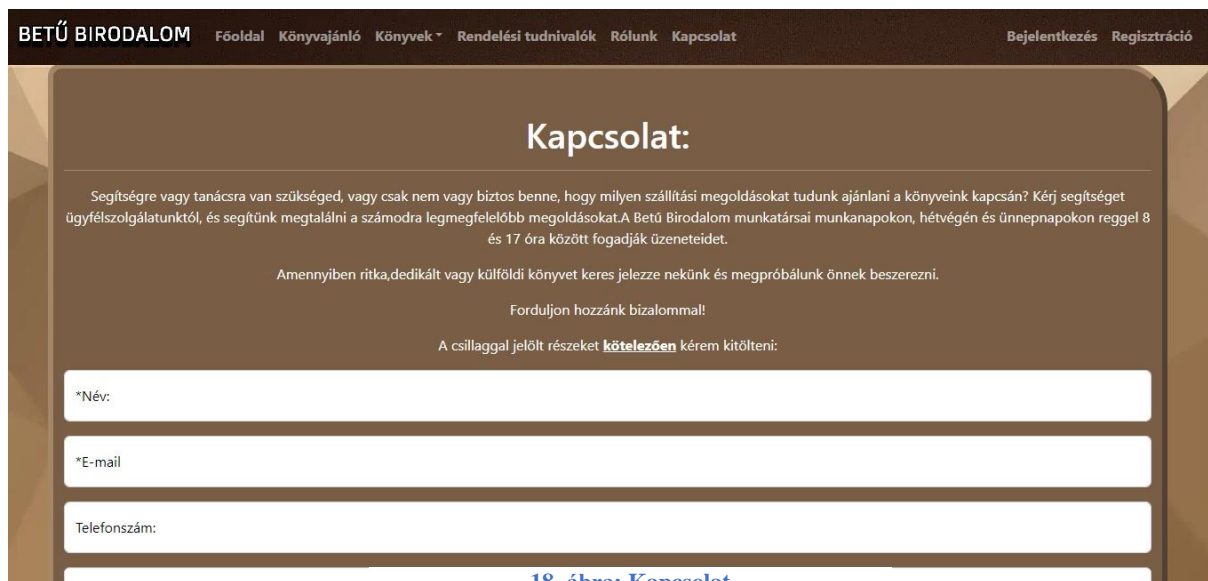 BETŰ BIRODALOM Főoldal Könyvajánló Könyvek Rendelési tudnivalók Rólunk Kapcsolat Bejelentkezés Regisztráció
Kapcsolat:
Segítségre vagy tanácsra van szükséged, vagy csak nem vagy biztos benne, hogy milyen szállítási megoldásokat tudunk ajánlani a könyveink kapcsán? Kérj segítséget
ügyfélszolgálatunktól, és segítünk megtalálni a számodra legmegfelelőbb megoldásokat.A Betű Birodalom munkatársai munkanapokon, hétvégén és ünnepnapokon reggel 8
és 17 óra között fogadják üzeneteidet.
Amennyiben ritka,dedikált vagy külföldi könyvet keres jelezze nekünk és megpróbálunk önnek beszerezni.
Forduljon hozzánk bizalommal!
A csillaggal jelölt részeket kötelezően kérem kitölteni:
*Név:
*E-mail
Telefonszám:
18. ábra: Kapcsolat